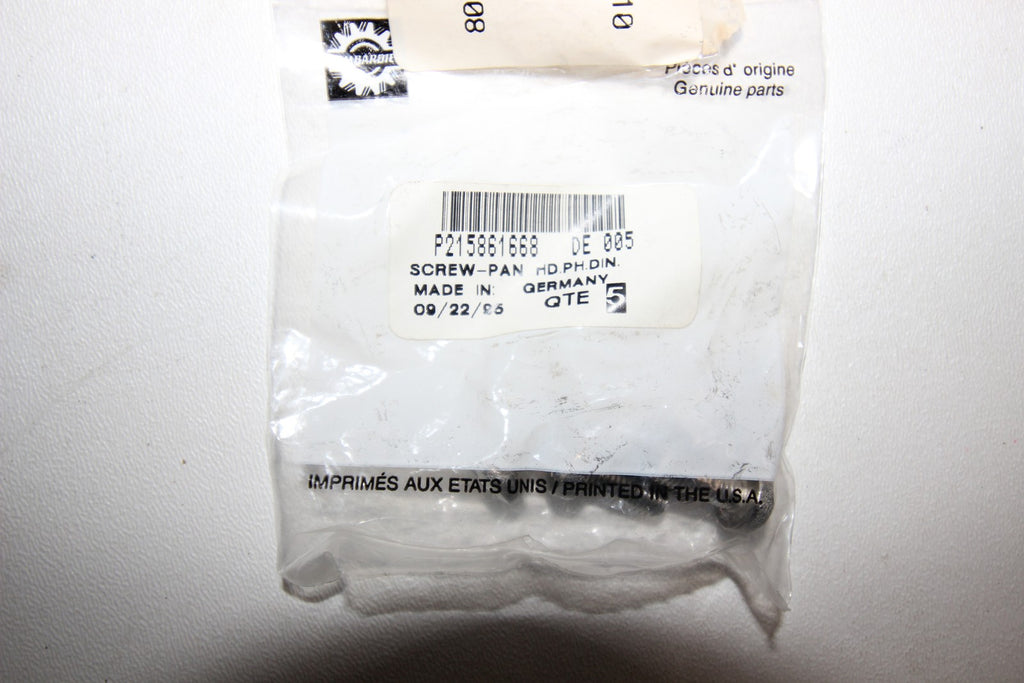 08
10
Pièces d' origine
Genuine parts
P215861668 DE 005
SCREW-PAN HD.PH.DIN.
MADE IN: GERMANY
09/22/95 QTE 5
IMPRIMÉS AUX ETATS UNIS / PRINTED IN THE U.S.A.